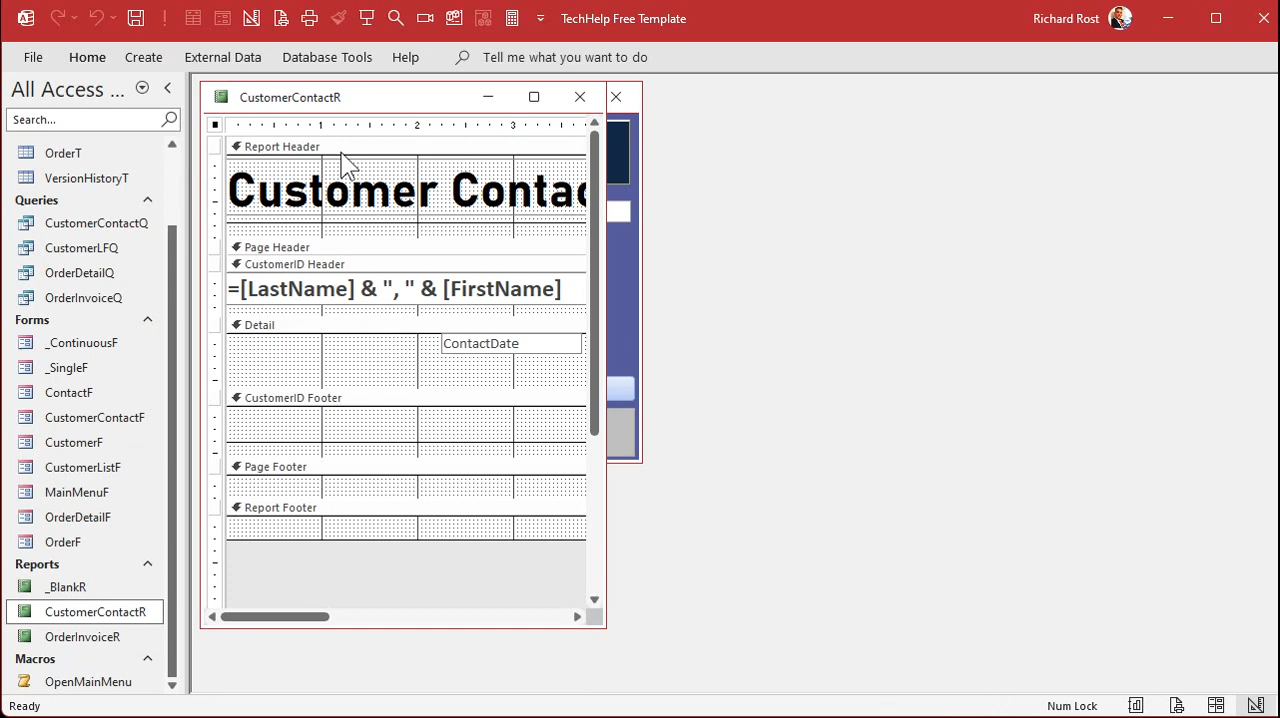 TechHelp Free Template
Richard Rost
File Home Create External Data Database Tools Help Tell me what you want to do
All Access ...
Search...
OrderT
VersionHistoryT
Queries
CustomerContactQ
CustomerLFQ
OrderDetailQ
OrderInvoiceQ
Forms
_ContinuousF
_SingleF
ContactF
CustomerContactF
CustomerF
CustomerListF
MainMenuF
OrderDetailF
OrderF
Reports
_BlankR
CustomerContactR
OrderInvoiceR
Macros
OpenMainMenu
CustomerContactR
1 2 3
Report Header
Customer Contac
Page Header
CustomerID Header
=[LastName] & ", " & [FirstName]
Detail
ContactDate
CustomerID Footer
Page Footer
Report Footer
Ready
Num Lock